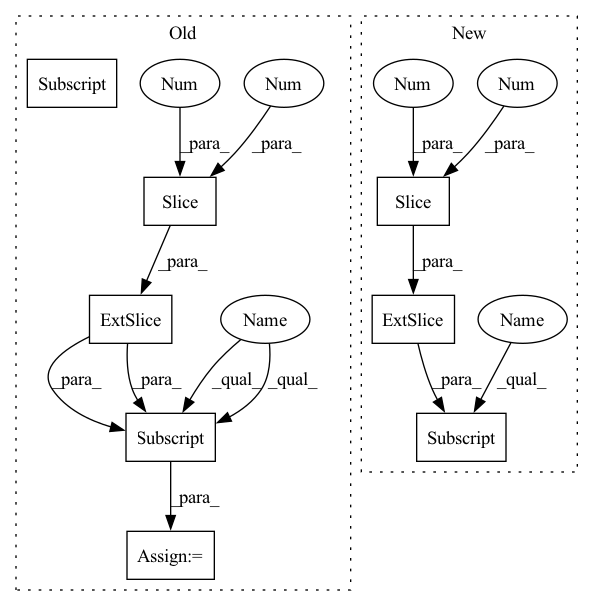 Old
New
Subscript
Num
Num
Num
Num
_para_
_para_
_para_
_para_
Slice
Slice
_para_
_para_
ExtSlice
Name
ExtSlice
Name
_para_
_para_
_qual_
_qual_
_para_
_qual_
Subscript
Subscript
_para_
Assign:=